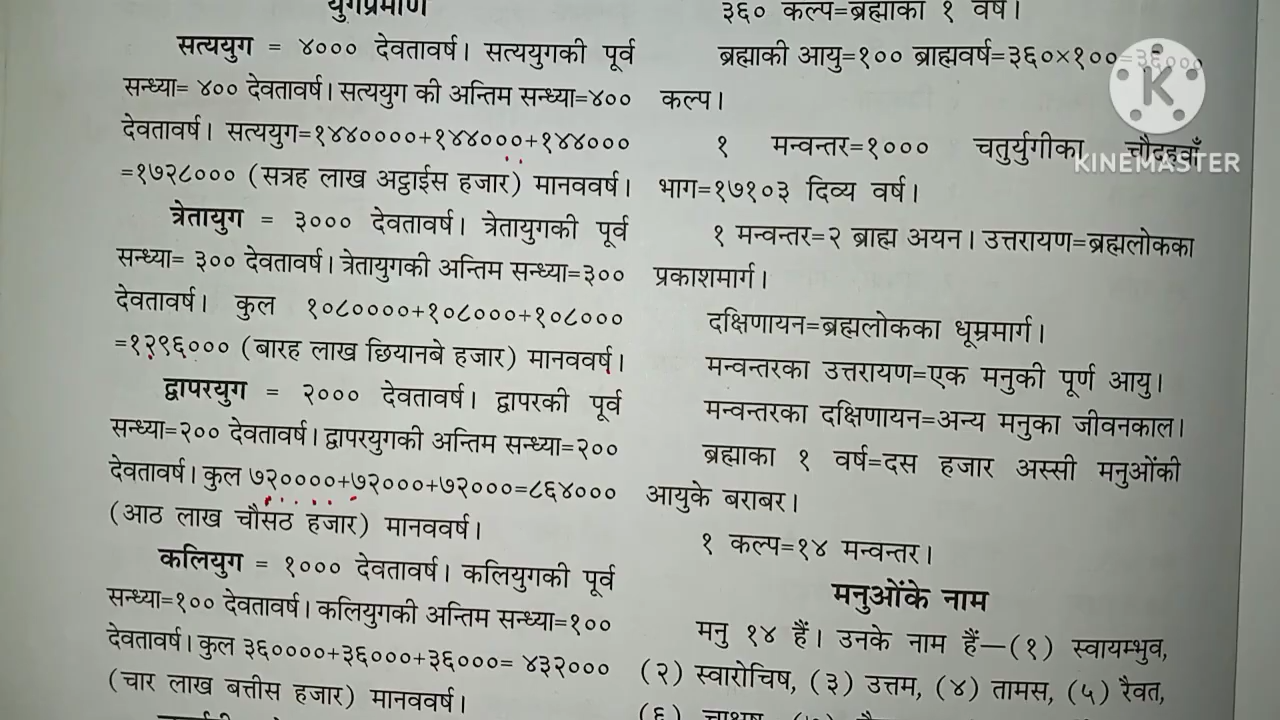 युगप्रमाण
सत्ययुग = ४००० देवतावर्ष। सत्ययुगकी पूर्व
सन्ध्या= ४०० देवतावर्ष। सत्ययुग की अन्तिम सन्ध्या=४००
देवतावर्ष। सत्ययुग=१४४००००+१४४०००+१४४०००
=१७२८००० (सत्रह लाख अट्ठाईस हजार) मानववर्ष।
त्रेतायुग = ३००० देवतावर्ष। त्रेतायुगकी पूर्व
सन्ध्या= ३०० देवतावर्ष। त्रेतायुगकी अन्तिम सन्ध्या=३००
देवतावर्ष। कुल १०८००००+१०८०००+१०८०००
=१२९६००० (बारह लाख छियानबे हजार) मानववर्ष।
द्वापरयुग = २००० देवतावर्ष। द्वापरकी पूर्व
सन्ध्या=२०० देवतावर्ष। द्वापरयुगकी अन्तिम सन्ध्या=२००
देवतावर्ष। कुल ७२००००+७२०००+७२०००=८६४०००
(आठ लाख चौसठ हजार) मानववर्ष।
कलियुग = १००० देवतावर्ष। कलियुगकी पूर्व
सन्ध्या=१०० देवतावर्ष। कलियुगकी अन्तिम सन्ध्या=१००
देवतावर्ष। कुल ३६००००+३६०००+३६०००= ४३२०००
(चार लाख बत्तीस हजार) मानववर्ष।
३६० कल्प=ब्रह्माका १ वर्ष।
ब्रह्माकी आयु=१०० ब्राह्मवर्ष=३६०×१००=३६०००
कल्प।
१ मन्वन्तर=१००० चतुर्युगीका चौदहवाँ
भाग=१७१०३ दिव्य वर्ष।
१ मन्वन्तर=२ ब्राह्म अयन। उत्तरायण=ब्रह्मलोकका
प्रकाशमार्ग।
दक्षिणायन=ब्रह्मलोकका धूम्रमार्ग।
मन्वन्तरका उत्तरायण=एक मनुकी पूर्ण आयु।
मन्वन्तरका दक्षिणायन=अन्य मनुका जीवनकाल।
ब्रह्माका १ वर्ष=दस हजार अस्सी मनुओंकी
आयुके बराबर।
१ कल्प=१४ मन्वन्तर।
मनुओंके नाम
मनु १४ हैं। उनके नाम हैं—(१) स्वायम्भुव,
(२) स्वारोचिष, (३) उत्तम, (४) तामस, (५) रैवत,
(६) चाक्षुष,
K
KINEMASTER